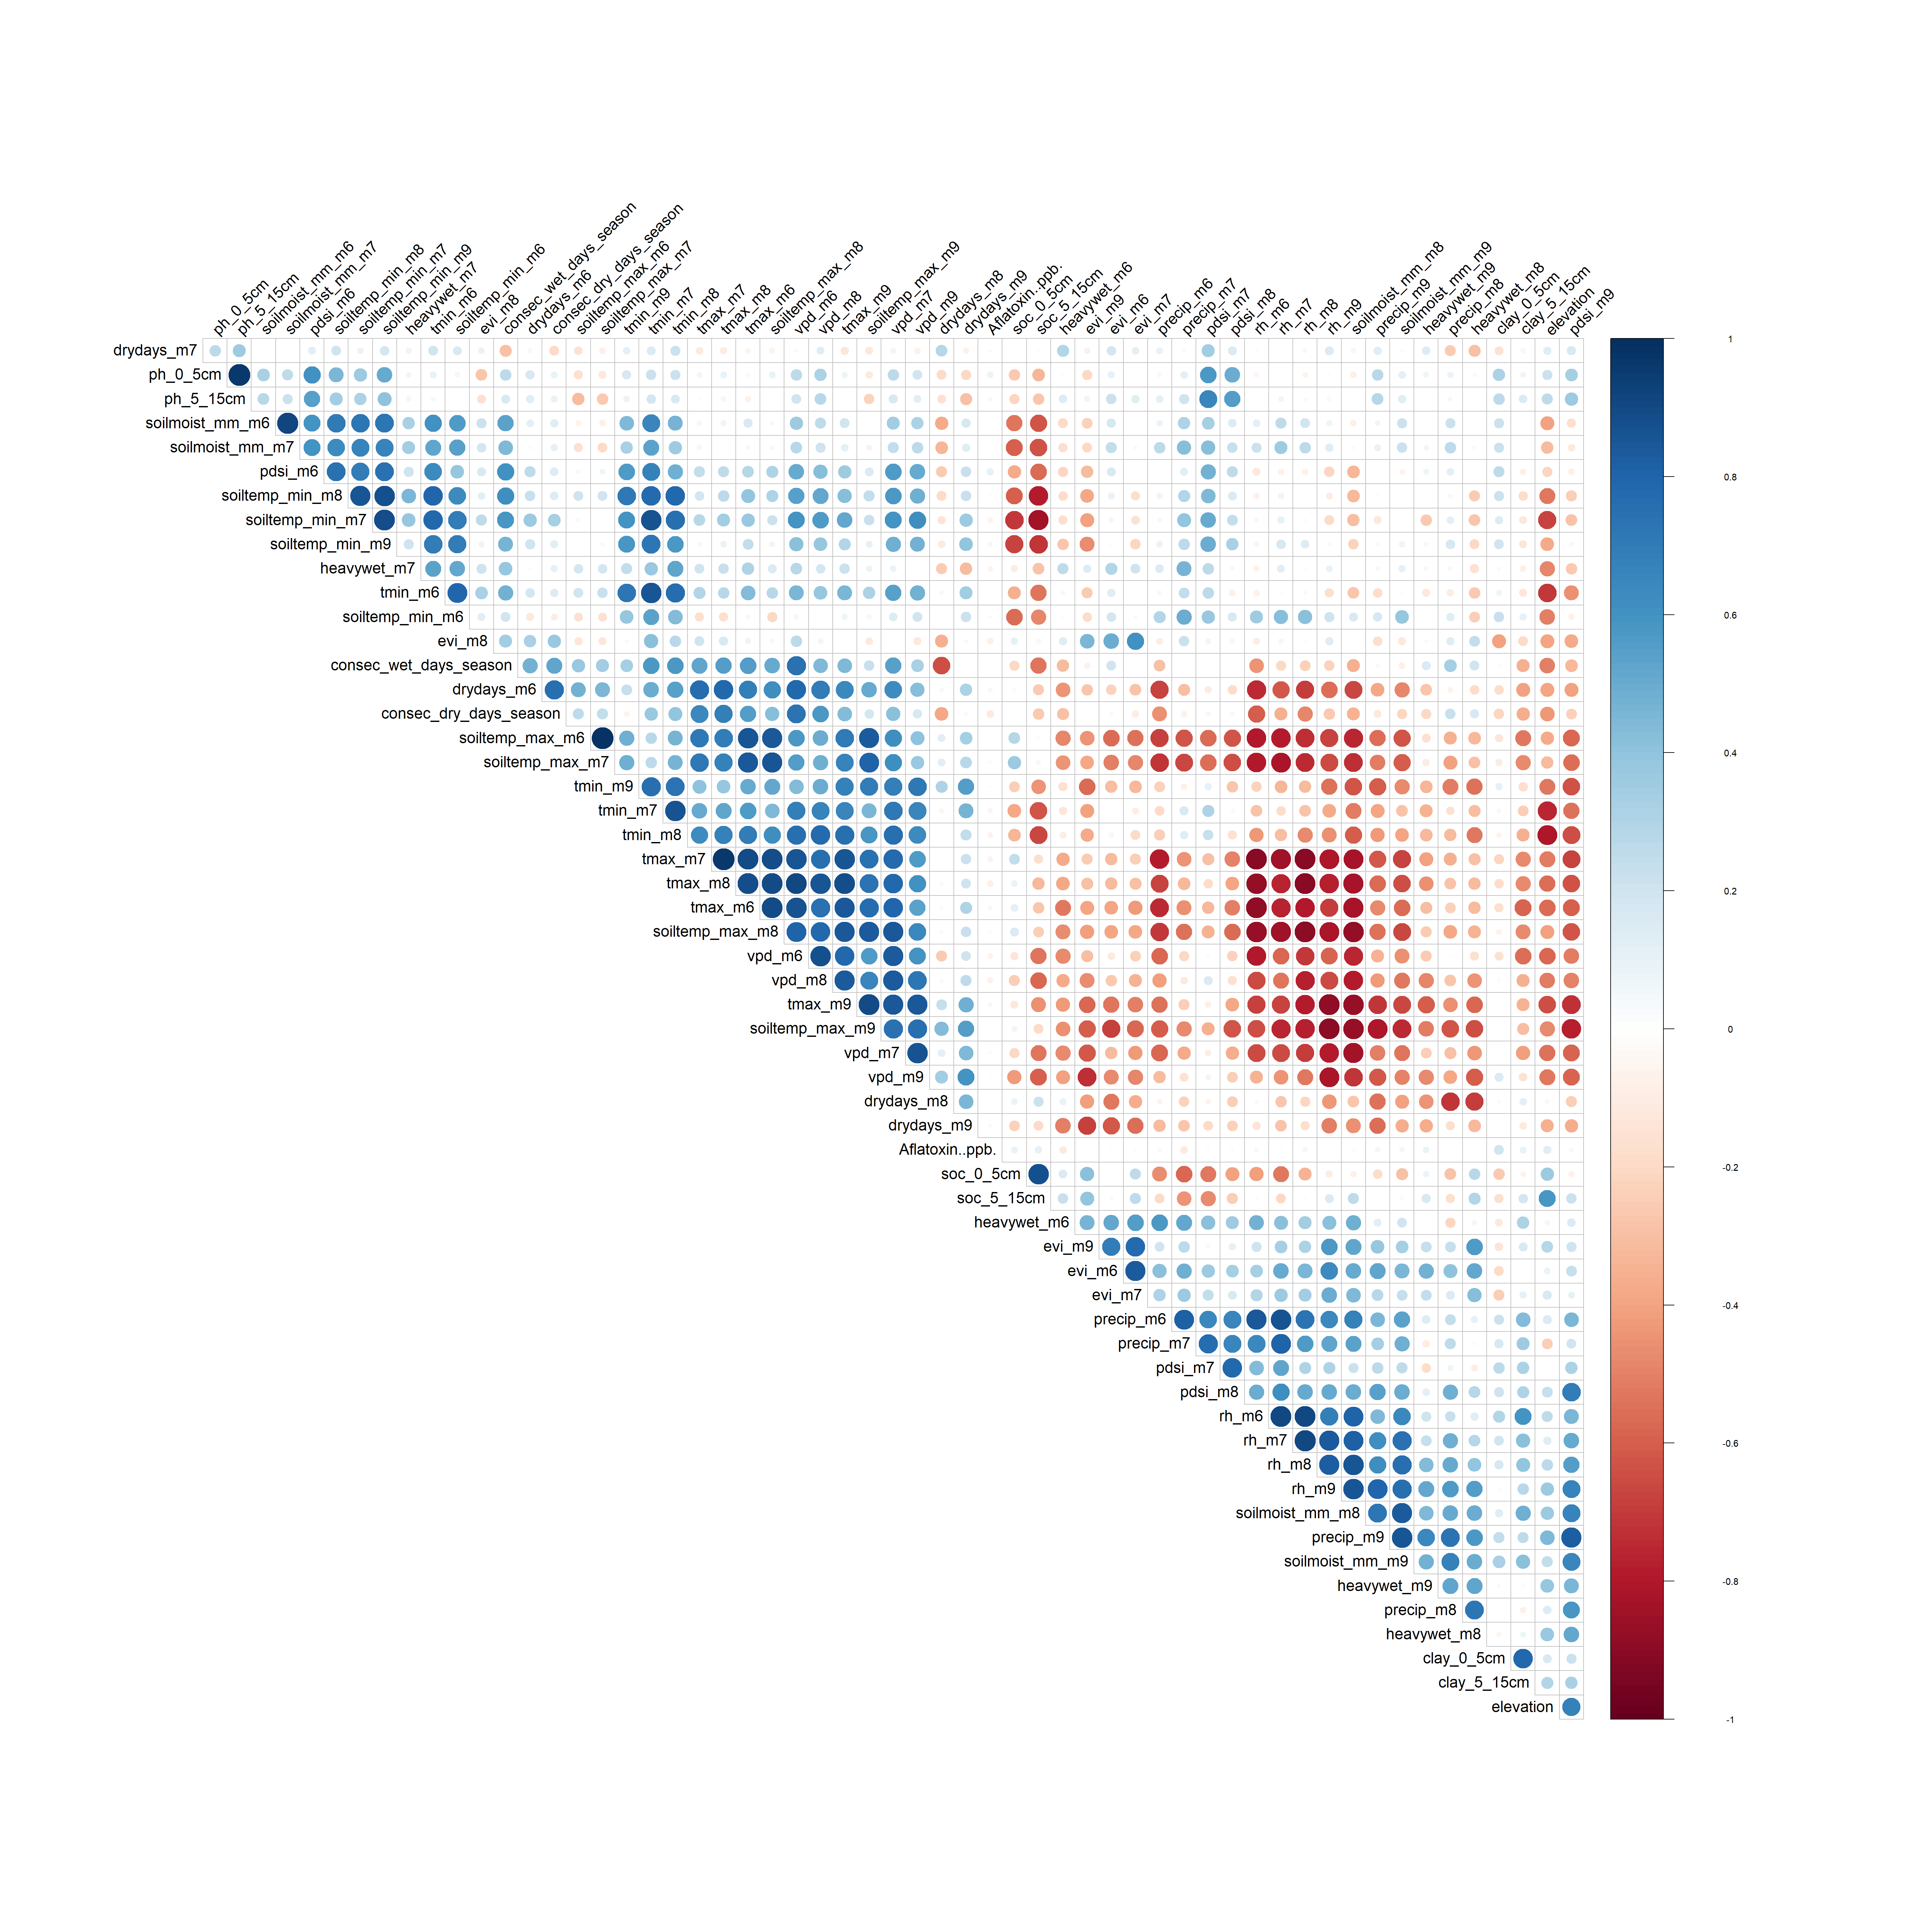 ph_0_5cm
ph_5_15cm
soilmoist_mm_m6
soilmoist_mm_m7
pdsi_m6
soiltemp_min_m8
soiltemp_min_m7
soiltemp_min_m9
heavywet_m7
tmin_m6
soiltemp_min_m6
evi_m8
consec_wet_days_season
drydays_m6
consec_dry_days_season
soiltemp_max_m6
soiltemp_max_m7
tmin_m9
tmin_m7
tmin_m8
tmax_m7
tmax_m8
tmax_m6
soiltemp_max_m8
vpd_m6
vpd_m8
tmax_m9
soiltemp_max_m9
vpd_m7
vpd_m9
drydays_m8
drydays_m9
Aflatoxin..ppb.
soc_0_5cm
soc_5_15cm
heavywet_m6
evi_m9
evi_m6
evi_m7
precip_m6
precip_m7
pdsi_m7
pdsi_m8
rh_m6
rh_m7
rh_m8
rh_m9
soilmoist_mm_m8
precip_m9
soilmoist_mm_m9
heavywet_m9
precip_m8
heavywet_m8
clay_0_5cm
clay_5_15cm
elevation
pdsi_m9
drydays_m7
ph_0_5cm
ph_5_15cm
soilmoist_mm_m6
soilmoist_mm_m7
pdsi_m6
soiltemp_min_m8
soiltemp_min_m7
soiltemp_min_m9
heavywet_m7
tmin_m6
soiltemp_min_m6
evi_m8
consec_wet_days_season
drydays_m6
consec_dry_days_season
soiltemp_max_m6
soiltemp_max_m7
tmin_m9
tmin_m7
tmin_m8
tmax_m7
tmax_m8
tmax_m6
soiltemp_max_m8
vpd_m6
vpd_m8
tmax_m9
soiltemp_max_m9
vpd_m7
vpd_m9
drydays_m8
drydays_m9
Aflatoxin..ppb.
soc_0_5cm
soc_5_15cm
heavywet_m6
evi_m9
evi_m6
evi_m7
precip_m6
precip_m7
pdsi_m7
pdsi_m8
rh_m6
rh_m7
rh_m8
rh_m9
soilmoist_mm_m8
precip_m9
soilmoist_mm_m9
heavywet_m9
precip_m8
heavywet_m8
clay_0_5cm
clay_5_15cm
elevation
1
0.8
0.6
0.4
0.2
0
-0.2
-0.4
-0.6
-0.8
-1